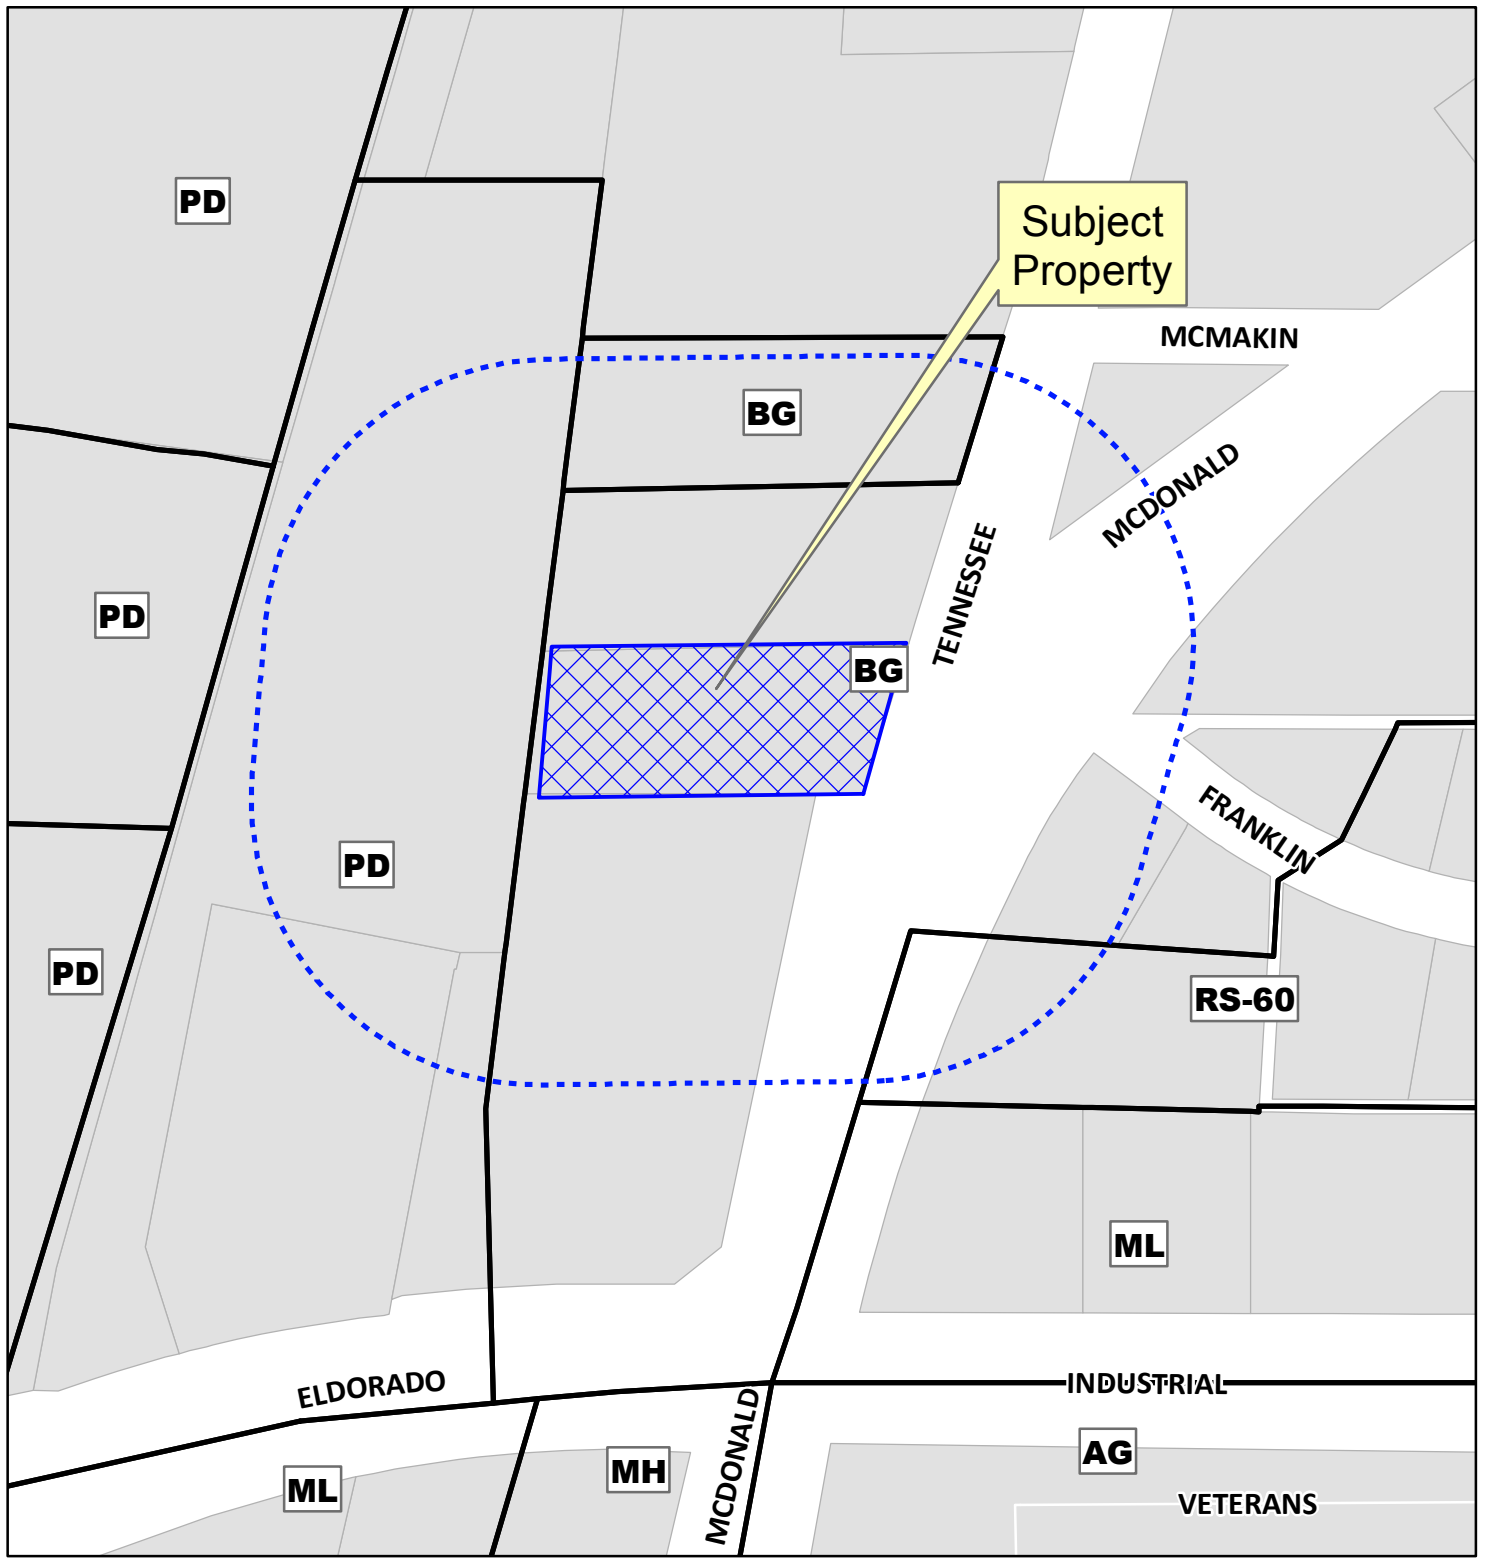 PD
Subject
Property
MCMAKIN
BG
MCDONALD
TENNESSEE
PD
BG
FRANKLIN
PD
PD
RS-60
ML
ELDORADO
INDUSTRIAL
MCDONALD
AG
MH
ML
VETERANS